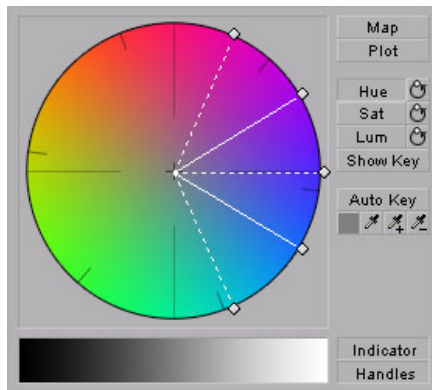 Map
Plot
Hue
Sat
Lum
Show Key
Auto Key
Indicator
Handles